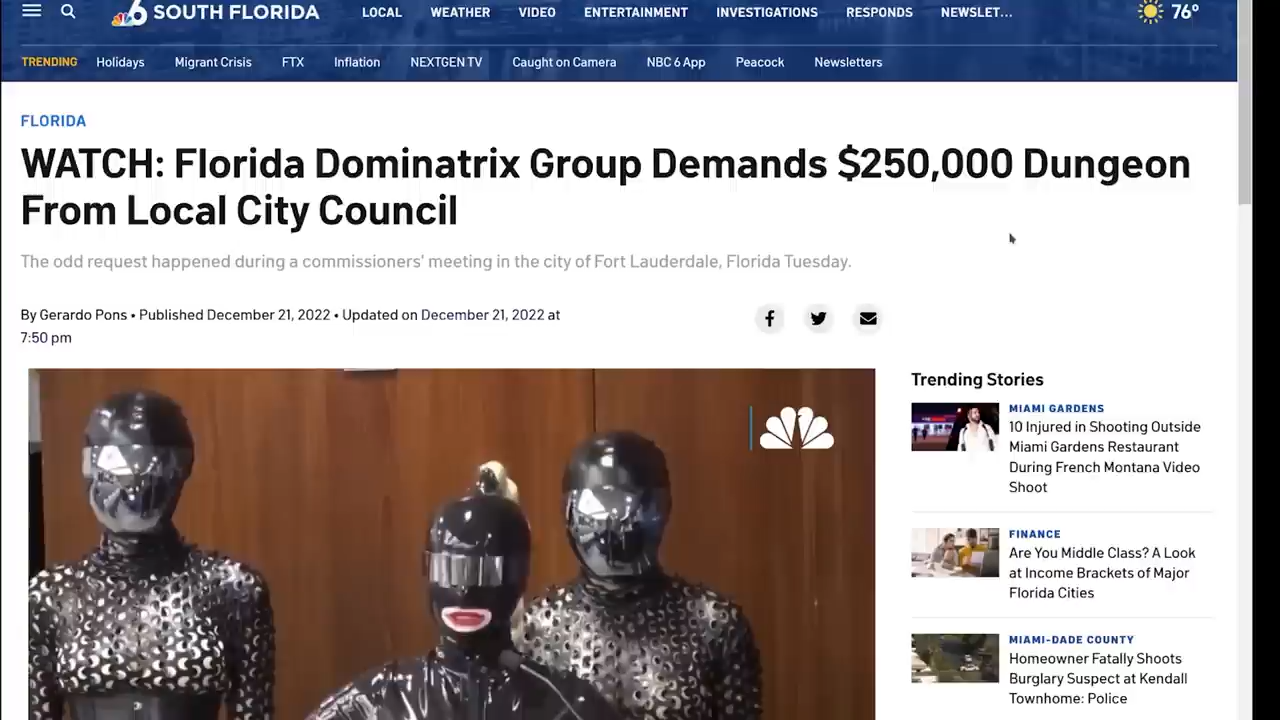 6 SOUTH FLORIDA
LOCAL WEATHER VIDEO ENTERTAINMENT INVESTIGATIONS RESPONDS NEWSLET...
76°
TRENDING Holidays Migrant Crisis FTX Inflation NEXTGEN TV Caught on Camera NBC 6 App Peacock Newsletters
FLORIDA
WATCH: Florida Dominatrix Group Demands $250,000 Dungeon
From Local City Council
The odd request happened during a commissioners' meeting in the city of Fort Lauderdale, Florida Tuesday.
By Gerardo Pons • Published December 21, 2022 • Updated on December 21, 2022 at
7:50 pm
Trending Stories
MIAMI GARDENS
10 Injured in Shooting Outside
Miami Gardens Restaurant
During French Montana Video
Shoot
FINANCE
Are You Middle Class? A Look
at Income Brackets of Major
Florida Cities
MIAMI-DADE COUNTY
Homeowner Fatally Shoots
Burglary Suspect at Kendall
Townhome: Police